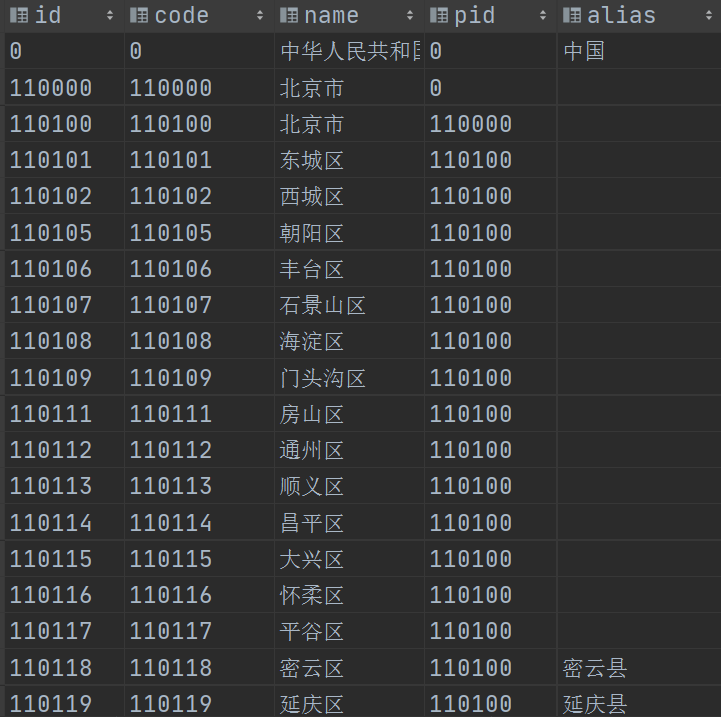 id code name pid alias
0 0 中华人民共和 0 中国
110000 110000 北京市 0
110100 110100 北京市 110000
110101 110101 东城区 110100
110102 110102 西城区 110100
110105 110105 朝阳区 110100
110106 110106 丰台区 110100
110107 110107 石景山区 110100
110108 110108 海淀区 110100
110109 110109 门头沟区 110100
110111 110111 房山区 110100
110112 110112 通州区 110100
110113 110113 顺义区 110100
110114 110114 昌平区 110100
110115 110115 大兴区 110100
110116 110116 怀柔区 110100
110117 110117 平谷区 110100
110118 110118 密云区 110100 密云县
110119 110119 延庆区 110100 延庆县